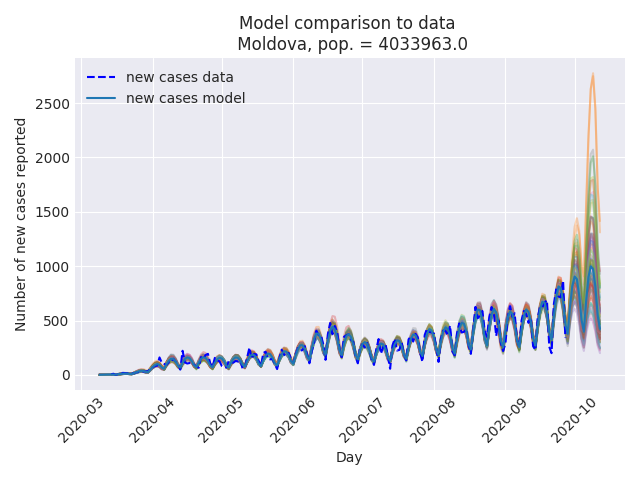 Model comparison to data
Moldova, pop. = 4033963.0
new cases data
new cases model
Number of new cases reported
2500
2000
1500
1000
500
0
2020-03
2020-04
2020-05
2020-06
2020-07
2020-08
2020-09
2020-10
Day